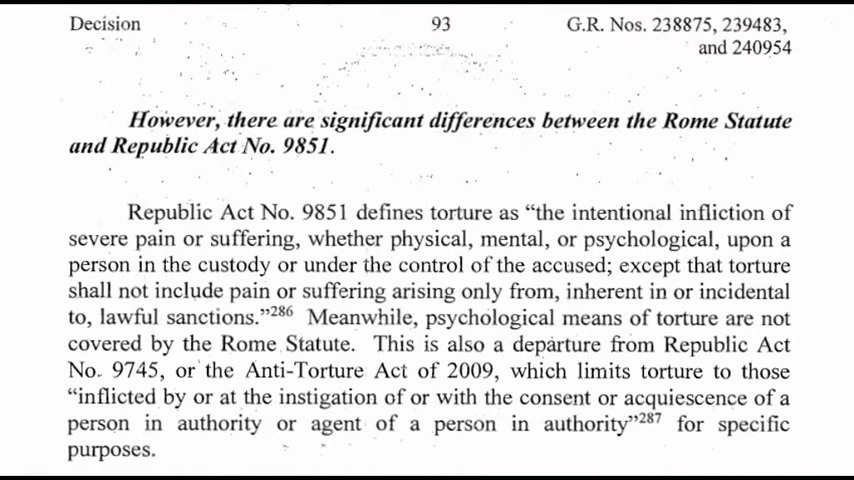 Decision 93 G.R. Nos. 238875, 239483,
and 240954
However, there are significant differences between the Rome Statute
and Republic Act No. 9851.
Republic Act No. 9851 defines torture as “the intentional infliction of
severe pain or suffering, whether physical, mental, or psychological, upon a
person in the custody or under the control of the accused; except that torture
shall not include pain or suffering arising only from, inherent in or incidental
to, lawful sanctions.”286 Meanwhile, psychological means of torture are not
covered by the Rome Statute. This is also a departure from Republic Act
No. 9745, or the Anti-Torture Act of 2009, which limits torture to those
“inflicted by or at the instigation of or with the consent or acquiescence of a
person in authority or agent of a person in authority”287 for specific
purposes.